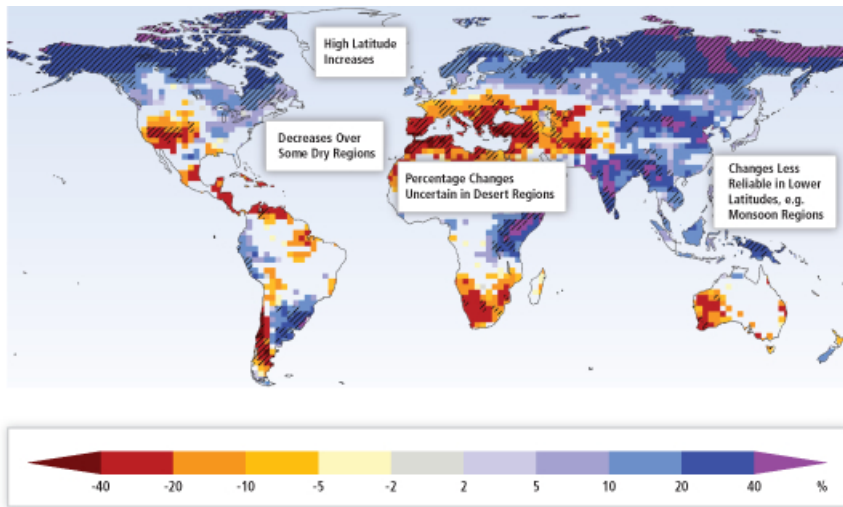 High Latitude
Increases
Decreases Over
Some Dry Regions
Percentage Changes
Uncertain in Desert Regions
Changes Less
Reliable in Lower
Latitudes, e.g.
Monsoon Regions
-40 -20 -10 -5 -2 2 5 10 20 40 %